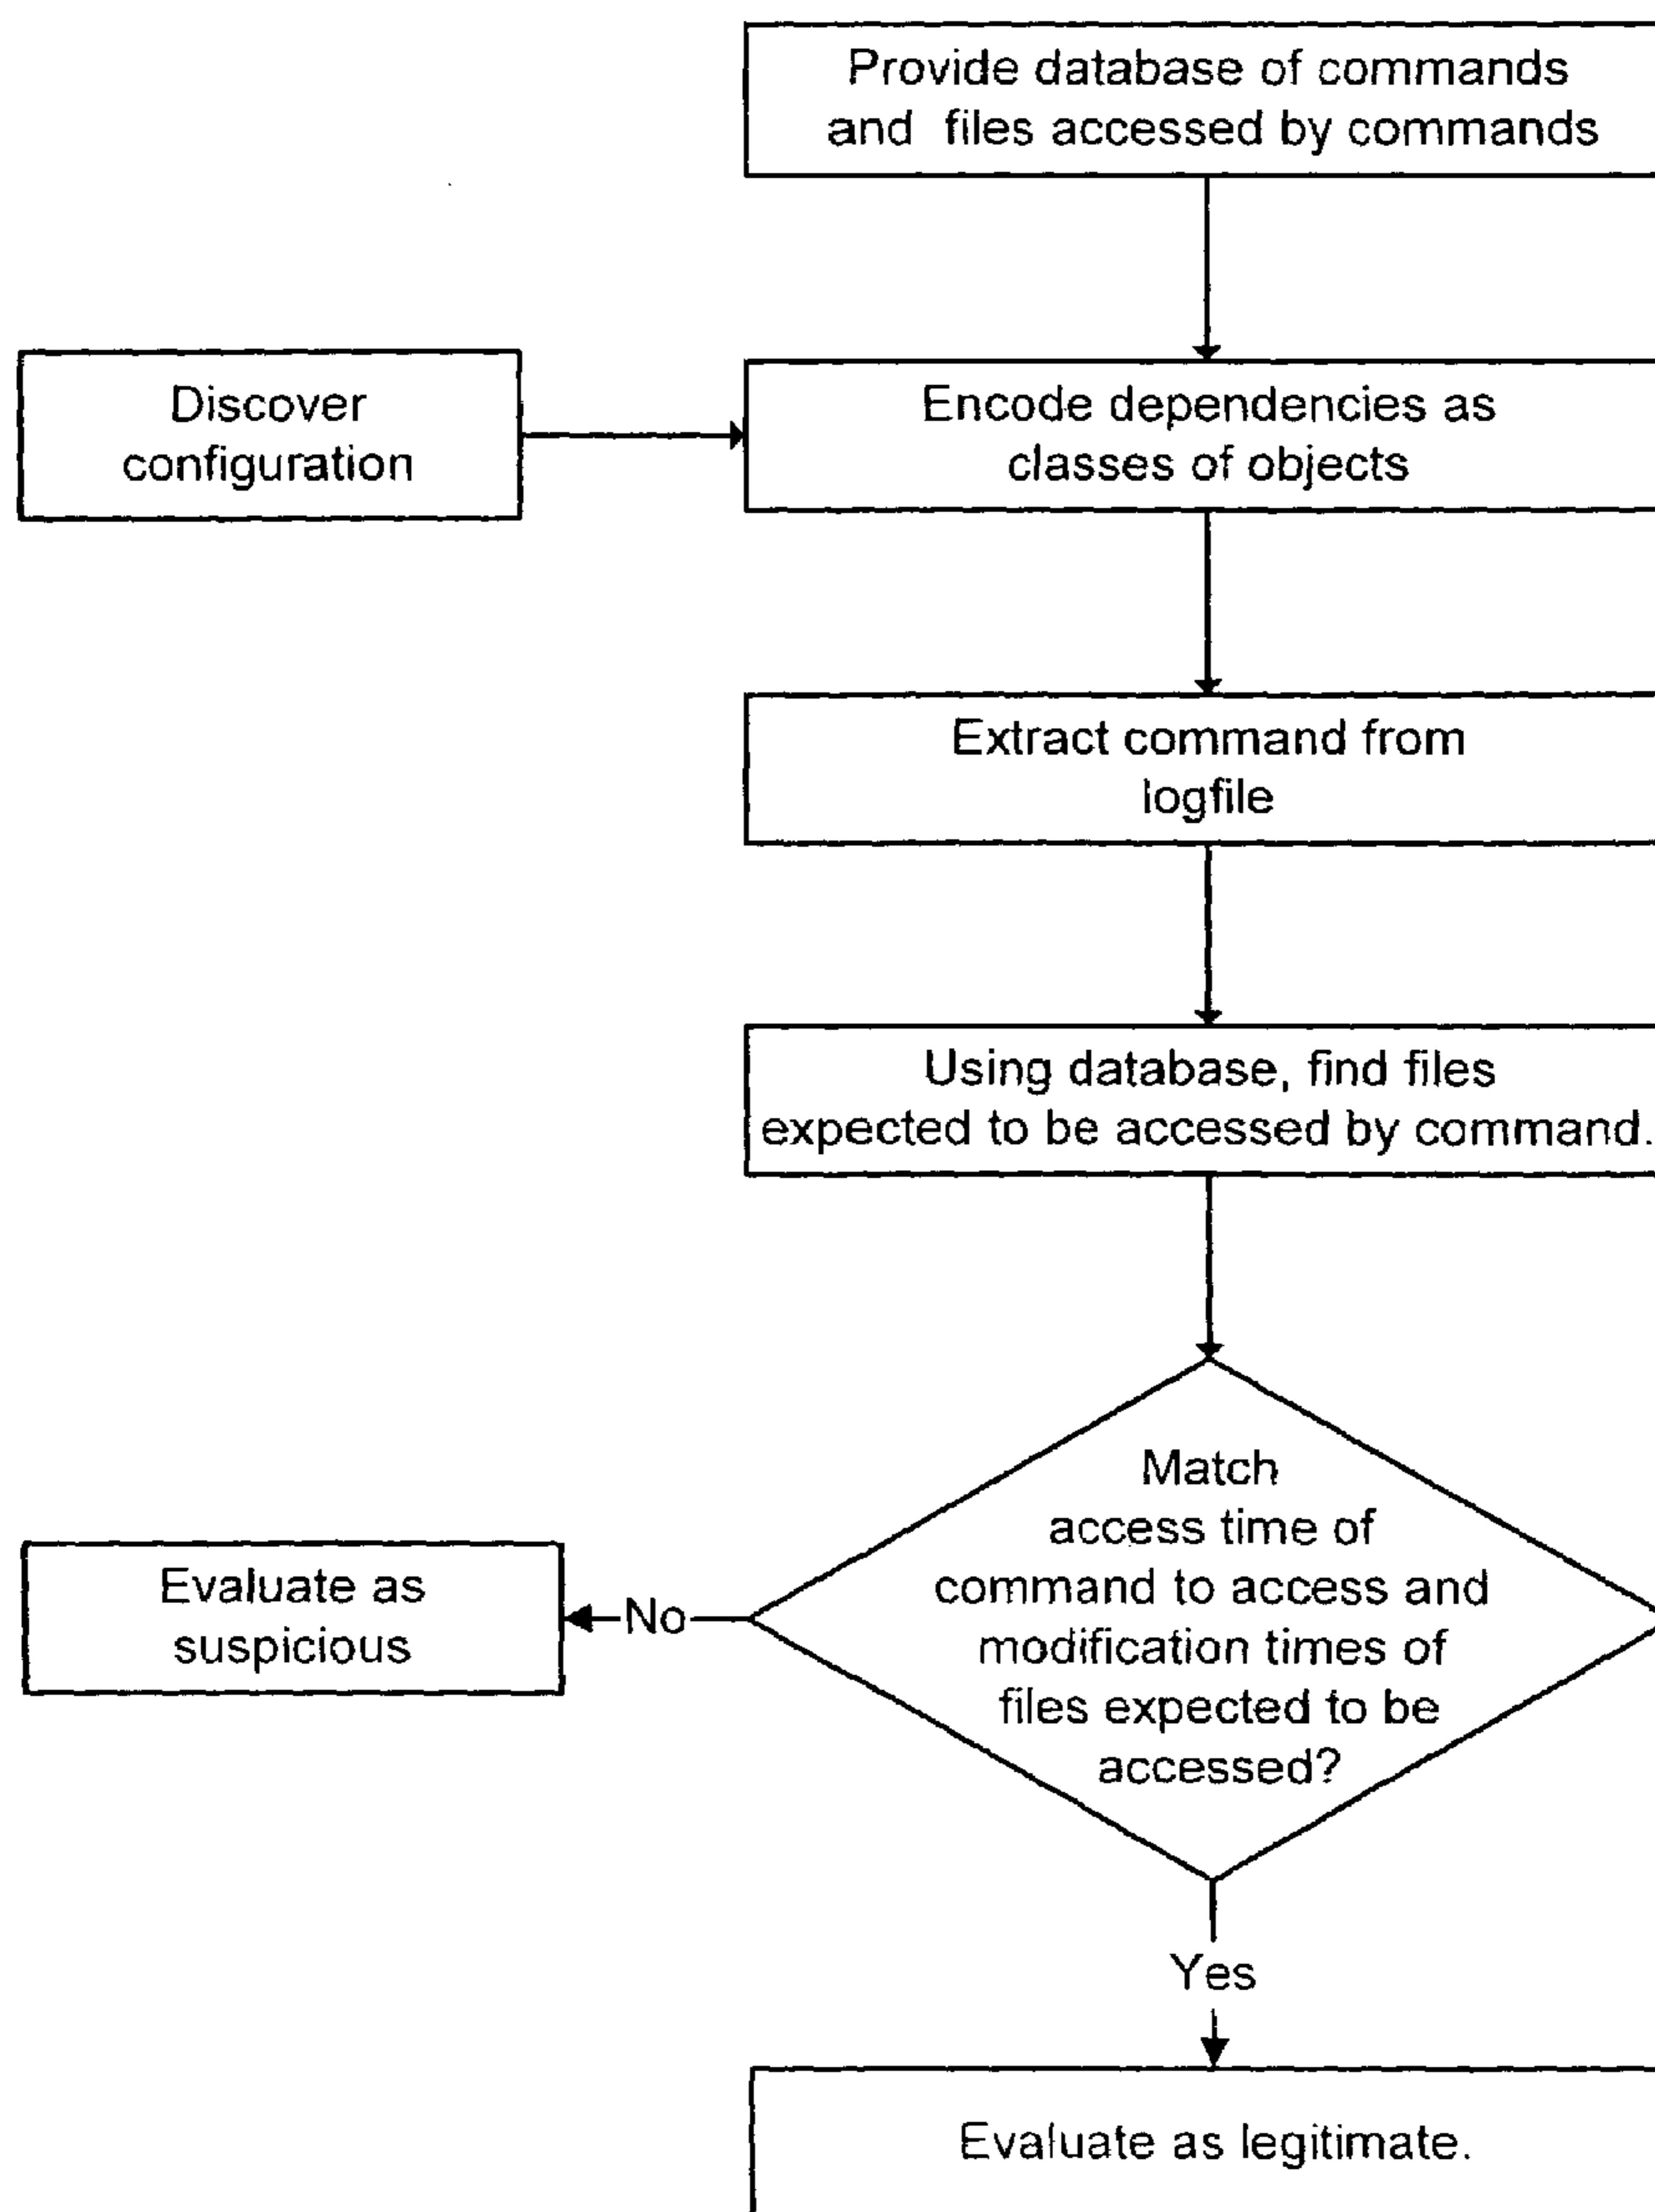 Provide database of commands
and files accessed by commands
Discover
configuration
Encode dependencies as
classes of objects
Extract command from
logfile
Using database, find files
expected to be accessed by command.
Match
access time of
command to access and
modification times of
files expected to be
accessed?
No
Evaluate as
suspicious
Yes
Evaluate as legitimate.